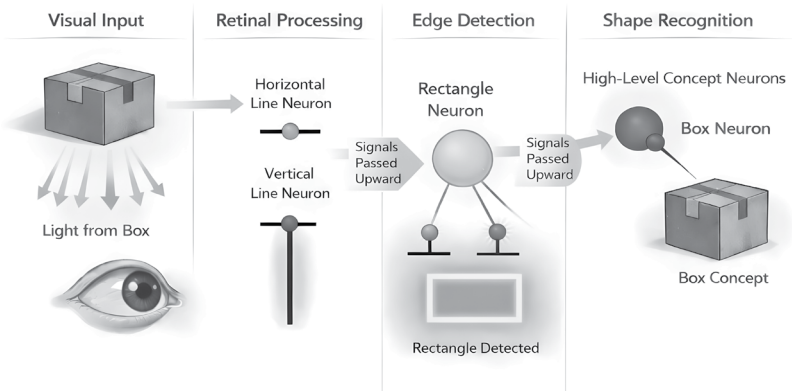 Visual Input
Retinal Processing
Edge Detection
Shape Recognition
Light from Box
Horizontal
Line Neuron
Vertical
Line Neuron
Signals
Passed
Upward
Rectangle
Neuron
Rectangle Detected
Signals
Passed
Upward
High-Level Concept Neurons
Box Neuron
Box Concept